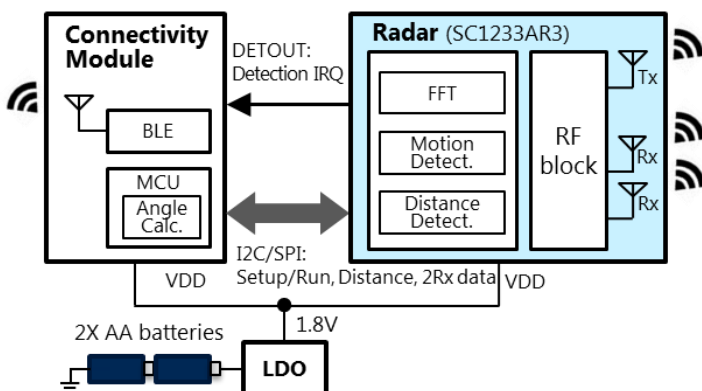 Connectivity
Module
BLE
MCU
Angle
Calc.
DETOUT:
Detection IRQ
I2C/SPI:
Setup/Run, Distance, 2Rx data
Radar (SC1233AR3)
FFT
Motion
Detect.
Distance
Detect.
RF
block
Tx
Rx
Rx
VDD
VDD
1.8V
2X AA batteries
LDO